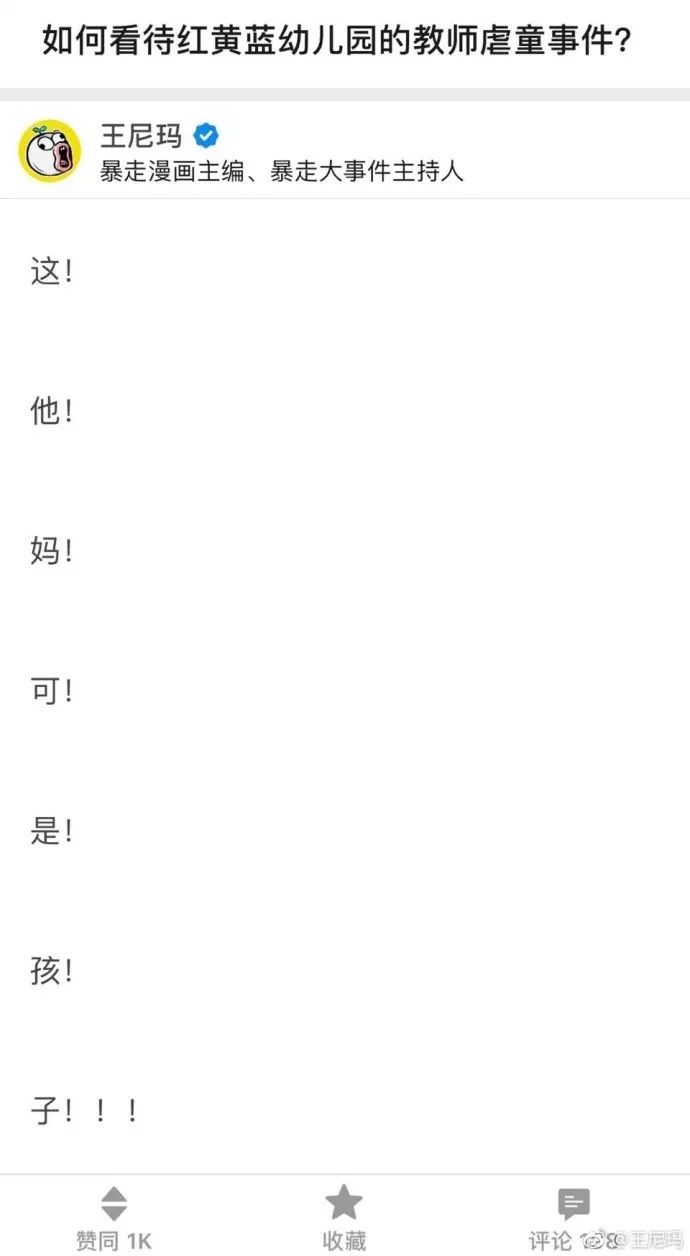 如何看待红黄蓝幼儿园的教师虐童事件?
王尼玛
暴走漫画主编、暴走大事件主持人
这!
他!
妈!
可!
是!
孩!
子!!!
赞同 1K
收藏
评论
@王尼玛